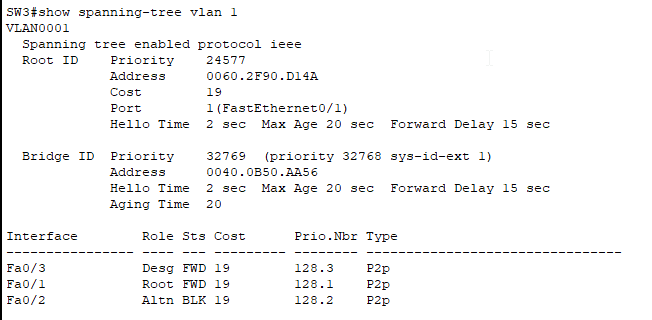 SW3#show spanning-tree vlan 1
VLAN0001
  Spanning tree enabled protocol ieee
  Root ID    Priority    24577
             Address     0060.2F90.D14A
             Cost        19
             Port        1(FastEthernet0/1)
             Hello Time  2 sec  Max Age 20 sec  Forward Delay 15 sec

  Bridge ID  Priority    32769  (priority 32768 sys-id-ext 1)
             Address     0040.0B50.AA56
             Hello Time  2 sec  Max Age 20 sec  Forward Delay 15 sec
             Aging Time  20

Interface        Role Sts Cost      Prio.Nbr Type
---------------- ---- --- --------- -------- --------------------------------
Fa0/3            Desg FWD 19        128.3    P2p
Fa0/1            Root FWD 19        128.1    P2p
Fa0/2            Altn BLK 19        128.2    P2p